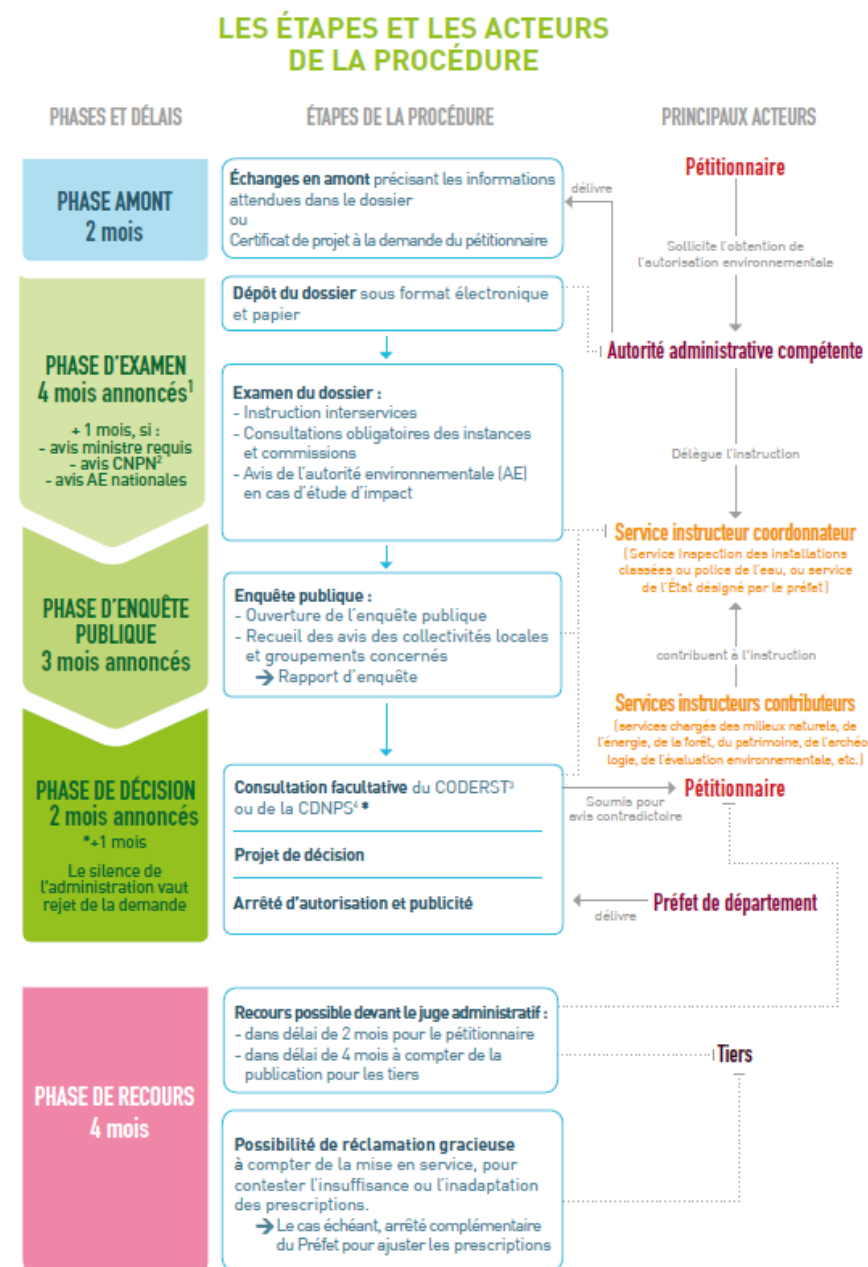 LES ÉTAPES ET LES ACTEURS
DE LA PROCÉDURE
PHASES ET DÉLAIS
ÉTAPES DE LA PROCÉDURE
PRINCIPAUX ACTEURS
PHASE AMONT
2 mois
Échanges en amont précisant les informations
attendues dans le dossier
ou
Certificat de projet à la demande du pétitionnaire
délivre
Pétitionnaire
Sollicite l'obtention de
l'autorisation environnementale
PHASE D'EXAMEN
4 mois annoncés¹
+ 1 mois, si :
- avis ministre requis
- avis CNPN²
- avis AE nationales
Dépôt du dossier sous format électronique
et papier
Autorité administrative compétente
Examen du dossier :
- Instruction interservices
- Consultations obligatoires des instances
et commissions
- Avis de l'autorité environnementale (AE)
en cas d'étude d'impact
Délègue l'instruction
Service instructeur coordonnateur
(Service Inspection des installations
classées ou police de l'eau, ou service
de l'État désigné par le préfet)
PHASE D'ENQUÊTE
PUBLIQUE
3 mois annoncés
Enquête publique :
- Ouverture de l'enquête publique
- Recueil des avis des collectivités locales
et groupements concernés
→ Rapport d'enquête
contribuent à l'instruction
Services instructeurs contributeurs
(services chargés des milieux naturels, de
l'énergie, de la forêt, du patrimoine, de l'archéo
logie, de l'évaluation environnementale, etc.)
PHASE DE DÉCISION
2 mois annoncés
*+1 mois
Le silence de
l'administration vaut
rejet de la demande
Consultation facultative du CODERST³
ou de la CDNPS⁴ *
Projet de décision
Arrêté d'autorisation et publicité
Soumis pour
avis contradictoire
Pétitionnaire
délivre
Préfet de département
PHASE DE RECOURS
4 mois
Recours possible devant le juge administratif :
- dans délai de 2 mois pour le pétitionnaire
- dans délai de 4 mois à compter de la
publication pour les tiers
Tiers
Possibilité de réclamation gracieuse
à compter de la mise en service, pour
contester l'insuffisance ou l'inadaptation
des prescriptions.
→ Le cas échéant, arrêté complémentaire
du Préfet pour ajuster les prescriptions